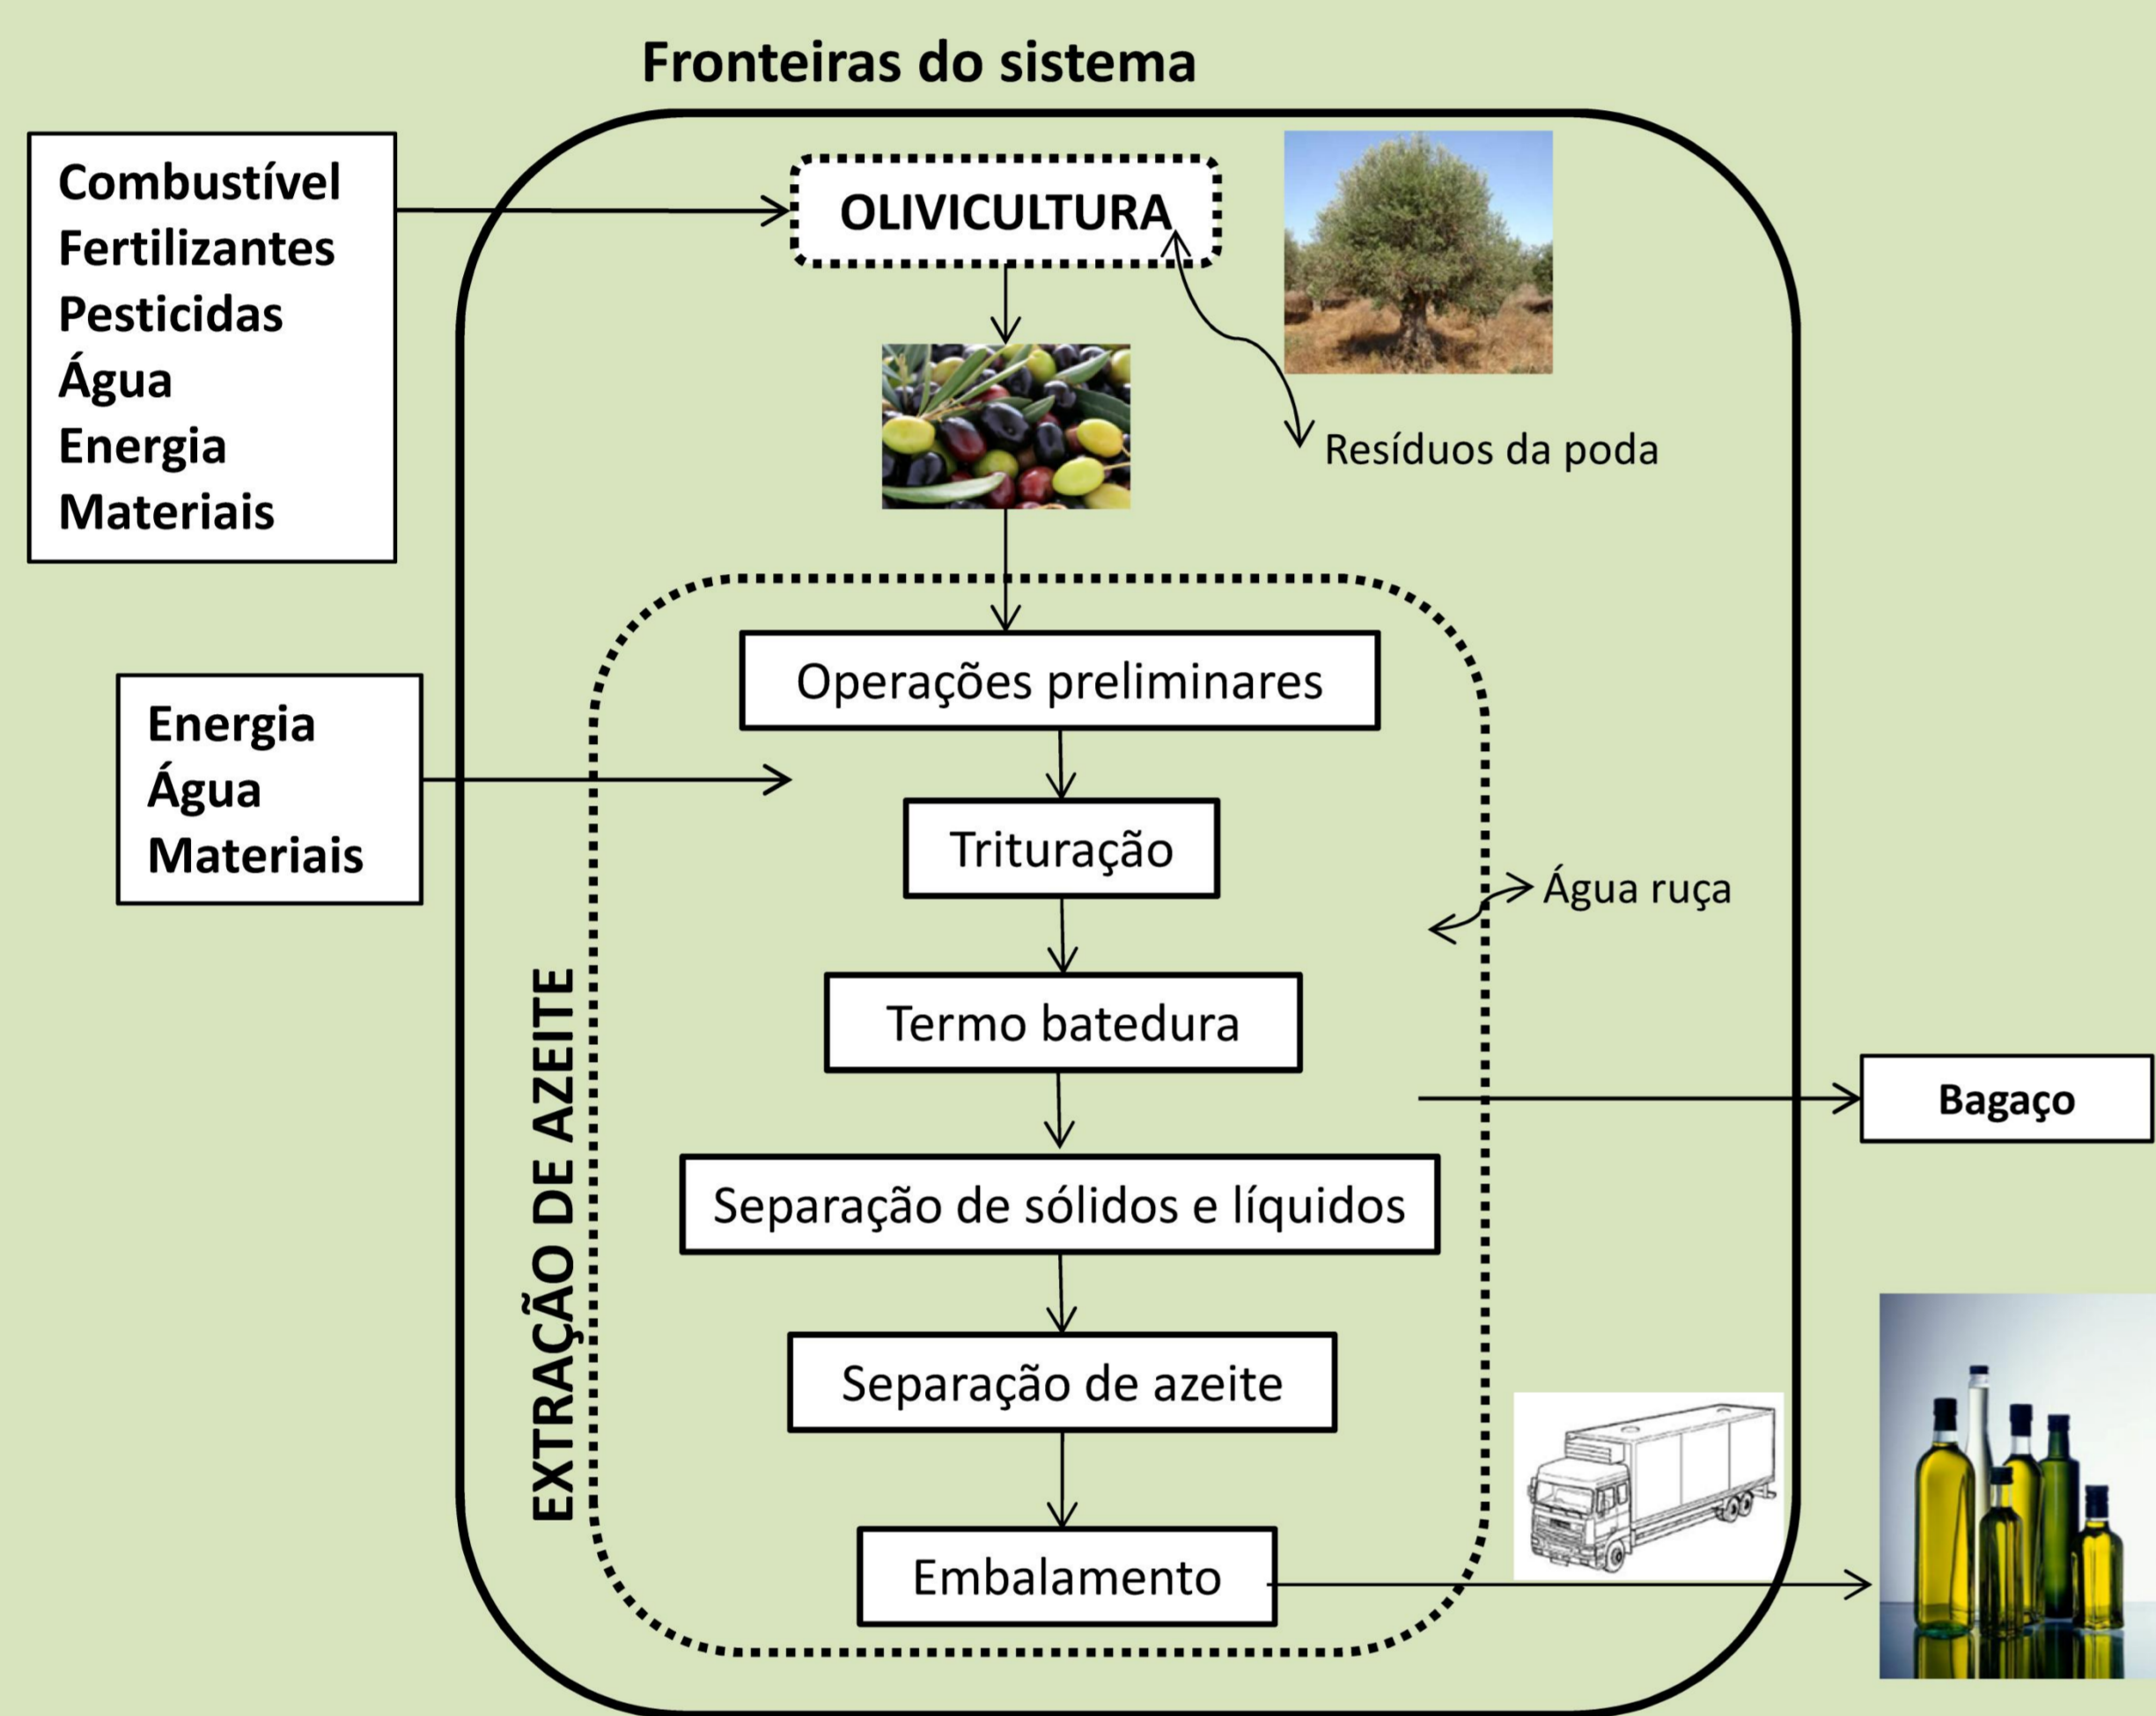 Fronteiras do sistema
Combustível
Fertilizantes
Pesticidas
Água
Energia
Materiais
OLIVICULTURA
Resíduos da poda
Operações preliminares
Energia
Água
Materiais
Trituração
Água ruça
Termo batedura
Bagaço
EXTRAÇÃO DE AZEITE
Separação de sólidos e líquidos
Separação de azeite
Embalamento